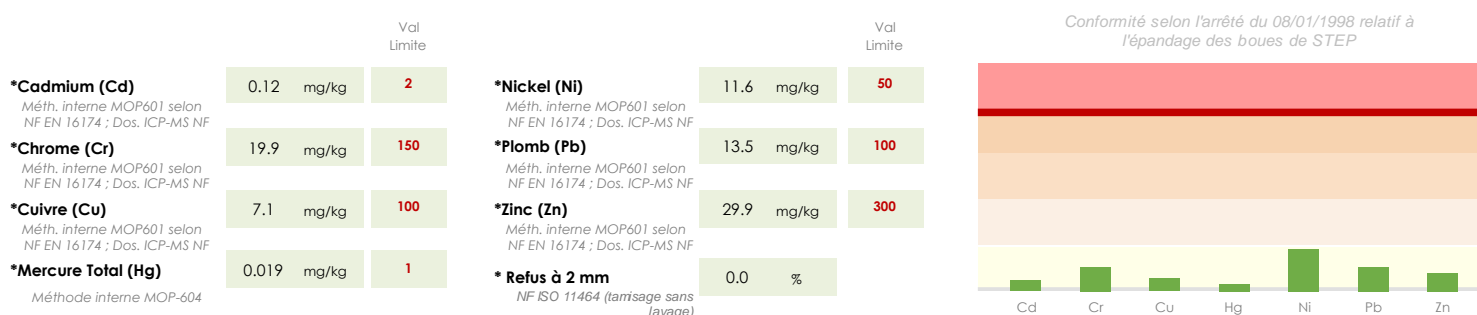 Val
Limite
*Cadmium (Cd) 0.12 mg/kg 2
Méth. interne MOP601 selon
NF EN 16174 ; Dos. ICP-MS NF
*Chrome (Cr) 19.9 mg/kg 150
Méth. interne MOP601 selon
NF EN 16174 ; Dos. ICP-MS NF
*Cuivre (Cu) 7.1 mg/kg 100
Méth. interne MOP601 selon
NF EN 16174 ; Dos. ICP-MS NF
*Mercure Total (Hg) 0.019 mg/kg 1
Méthode interne MOP-604
Val
Limite
*Nickel (Ni) 11.6 mg/kg 50
Méth. interne MOP601 selon
NF EN 16174 ; Dos. ICP-MS NF
*Plomb (Pb) 13.5 mg/kg 100
Méth. interne MOP601 selon
NF EN 16174 ; Dos. ICP-MS NF
*Zinc (Zn) 29.9 mg/kg 300
Méth. interne MOP601 selon
NF EN 16174 ; Dos. ICP-MS NF
* Refus à 2 mm 0.0 %
NF ISO 11464 (tamisage sans
lavage)
Conformité selon l'arrêté du 08/01/1998 relatif à
l'épandage des boues de STEP
Cd Cr Cu Hg Ni Pb Zn